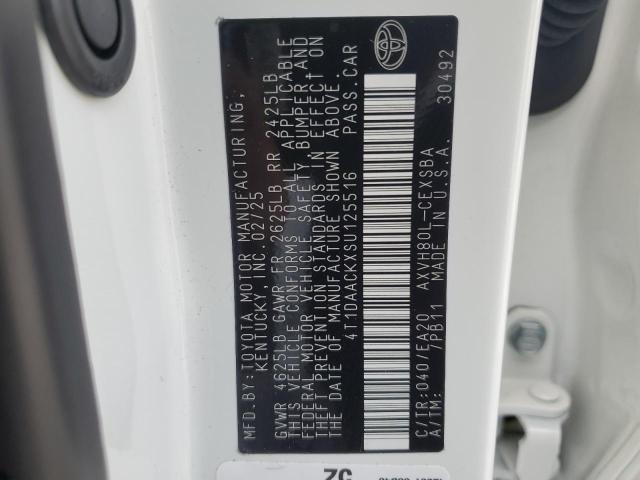 MFD.BY:TOYOTA MOTOR MANUFACTURING,
KENTUCKY, INC. 02/25
GVWR 4625LB GAWR FR 2625LB RR 2425LB
THIS VEHICLE CONFORMS TO ALL APPLICABLE
FEDERAL MOTOR VEHICLE SAFETY, BUMPER, AND
THEFT PREVENTION STANDARDS IN EFFECT ON
THE DATE OF MANUFACTURE SHOWN ABOVE.
4T1DAACKXSU125516 PASS.CAR
C/TR:040/EA20 AXVH80L-CEXSBA
A/TM: /PB11 MADE IN U.S.A. 30492